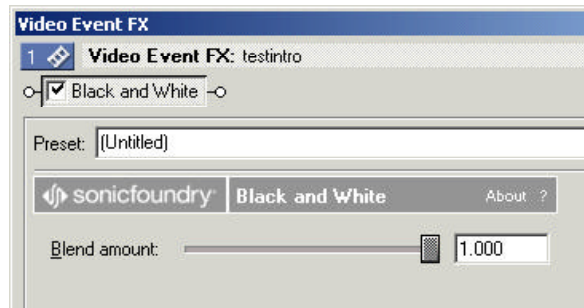 Video Event FX
1 Video Event FX: testintro
Black and White
Preset: (Untitled)
sonicfoundry Black and White About ?
Blend amount: 1.000